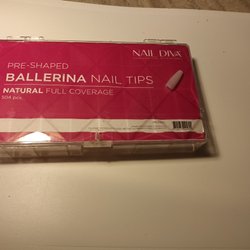 NAIL DIVA
PRE-SHAPED
BALLERINA NAIL TIPS
NATURAL FULL COVERAGE
504 pcs.